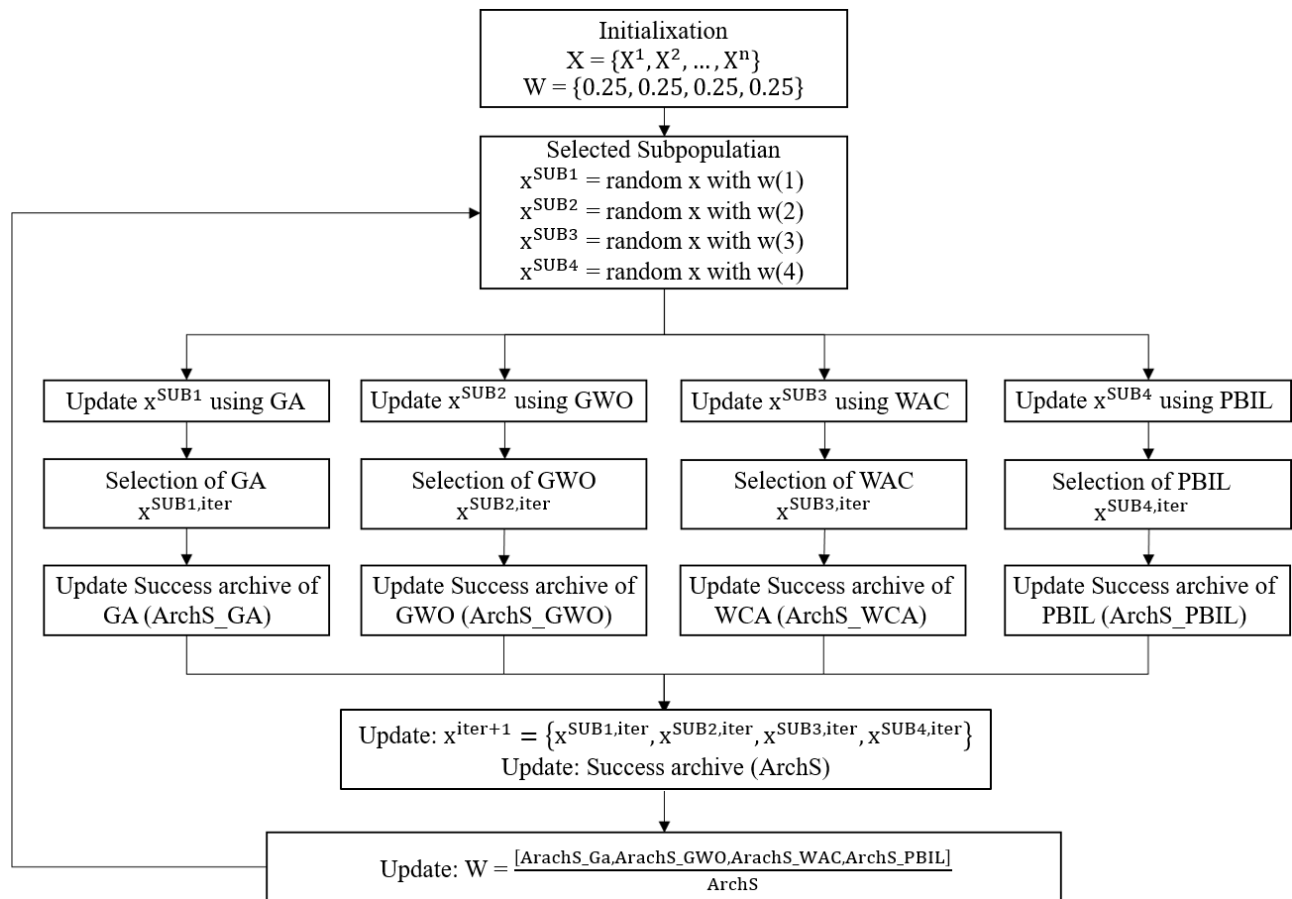 Initialixation
X = {X¹, X², … , Xⁿ}
W = {0.25, 0.25, 0.25, 0.25}
Selected Subpopulatian
x^SUB1 = random x with w(1)
x^SUB2 = random x with w(2)
x^SUB3 = random x with w(3)
x^SUB4 = random x with w(4)
Update x^SUB1 using GA
Update x^SUB2 using GWO
Update x^SUB3 using WAC
Update x^SUB4 using PBIL
Selection of GA
x^SUB1,iter
Selection of GWO
x^SUB2,iter
Selection of WAC
x^SUB3,iter
Selection of PBIL
x^SUB4,iter
Update Success archive of
GA (ArchS_GA)
Update Success archive of
GWO (ArchS_GWO)
Update Success archive of
WCA (ArchS_WCA)
Update Success archive of
PBIL (ArchS_PBIL)
Update: x^iter+1 = {x^SUB1,iter, x^SUB2,iter, x^SUB3,iter, x^SUB4,iter}
Update: Success archive (ArchS)
Update: W = [ArachS_Ga,ArachS_GWO,ArachS_WAC,ArchS_PBIL]
ArchS